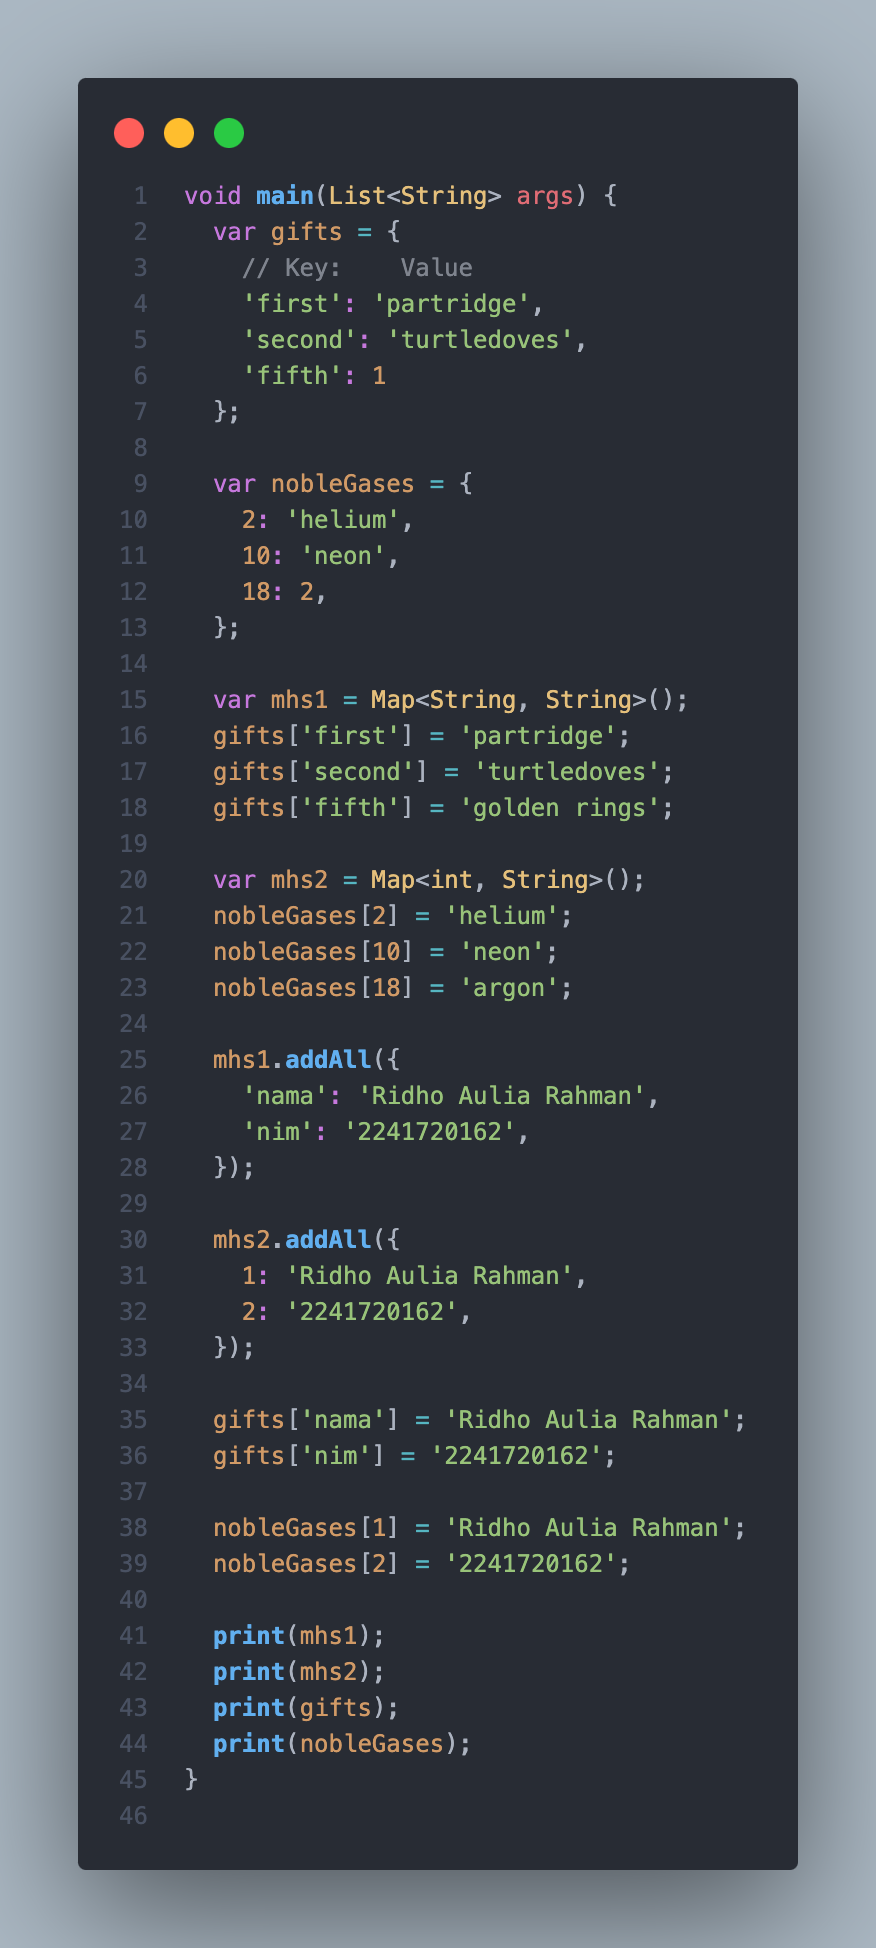 1 void main(List<String> args) {
2 var gifts = {
3 // Key:    Value
4 'first': 'partridge',
5 'second': 'turtledoves',
6 'fifth': 1
7 };
8
9 var nobleGases = {
10 2: 'helium',
11 10: 'neon',
12 18: 2,
13 };
14
15 var mhs1 = Map<String, String>();
16 gifts['first'] = 'partridge';
17 gifts['second'] = 'turtledoves';
18 gifts['fifth'] = 'golden rings';
19
20 var mhs2 = Map<int, String>();
21 nobleGases[2] = 'helium';
22 nobleGases[10] = 'neon';
23 nobleGases[18] = 'argon';
24
25 mhs1.addAll({
26 'nama': 'Ridho Aulia Rahman',
27 'nim': '2241720162',
28 });
29
30 mhs2.addAll({
31 1: 'Ridho Aulia Rahman',
32 2: '2241720162',
33 });
34
35 gifts['nama'] = 'Ridho Aulia Rahman';
36 gifts['nim'] = '2241720162';
37
38 nobleGases[1] = 'Ridho Aulia Rahman';
39 nobleGases[2] = '2241720162';
40
41 print(mhs1);
42 print(mhs2);
43 print(gifts);
44 print(nobleGases);
45 }
46